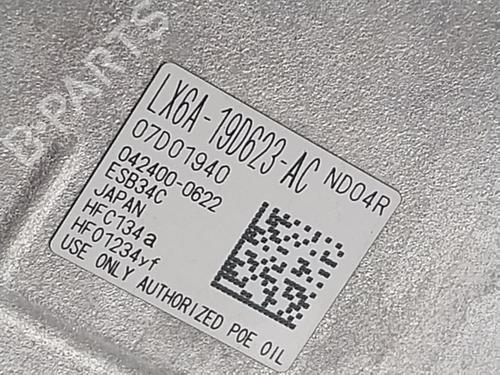 B-PARTS
LX6A-19D623-AC ND04R
07D01940
042400-0622
ESB34C
JAPAN
HFC134a
HFO1234yf
USE ONLY AUTHORIZED POE OIL